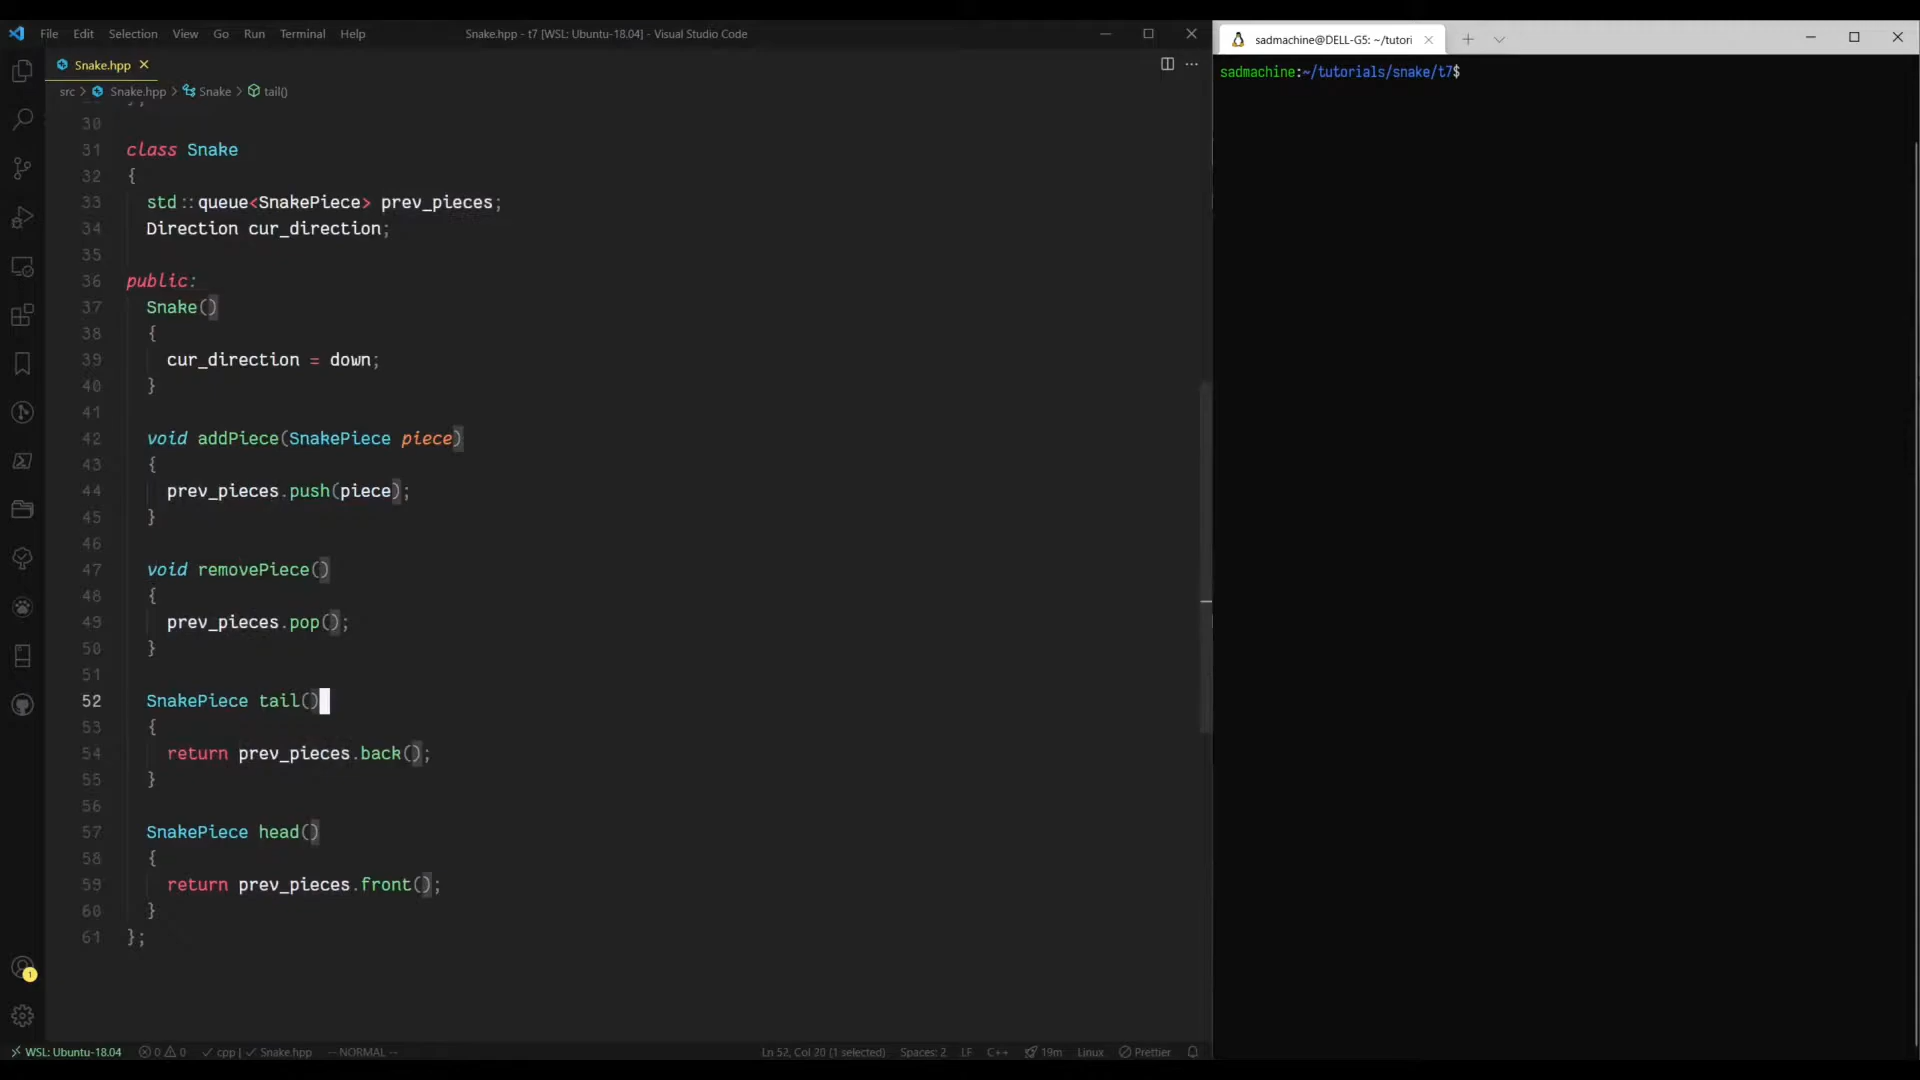 File Edit Selection View Go Run Terminal Help
Snake.hpp - t7 [WSL: Ubuntu-18.04] - Visual Studio Code
Snake.hpp
src > Snake.hpp > Snake > tail()
30
31 class Snake
32 {
33 std::queue<SnakePiece> prev_pieces;
34 Direction cur_direction;
35
36 public:
37 Snake()
38 {
39 cur_direction = down;
40 }
41
42 void addPiece(SnakePiece piece)
43 {
44 prev_pieces.push(piece);
45 }
46
47 void removePiece()
48 {
49 prev_pieces.pop();
50 }
51
52 SnakePiece tail()
53 {
54 return prev_pieces.back();
55 }
56
57 SnakePiece head()
58 {
59 return prev_pieces.front();
60 }
61 };
1
WSL: Ubuntu-18.04 0 0 cpp | Snake.hpp -- NORMAL -- Ln 52, Col 20 (1 selected) Spaces: 2 LF C++ 19m Linux Prettier
sadmachine@DELL-G5: ~/tutori
sadmachine:~/tutorials/snake/t7$